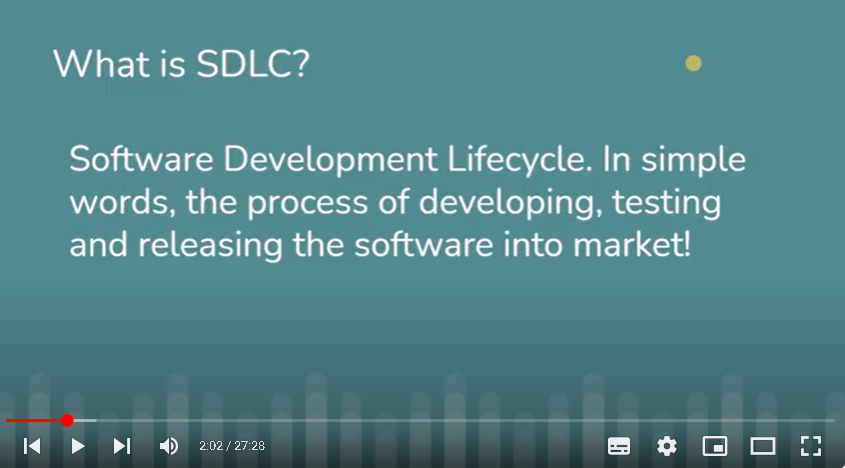 What is SDLC?
Software Development Lifecycle. In simple
words, the process of developing, testing
and releasing the software into market!
2:02 / 27:28